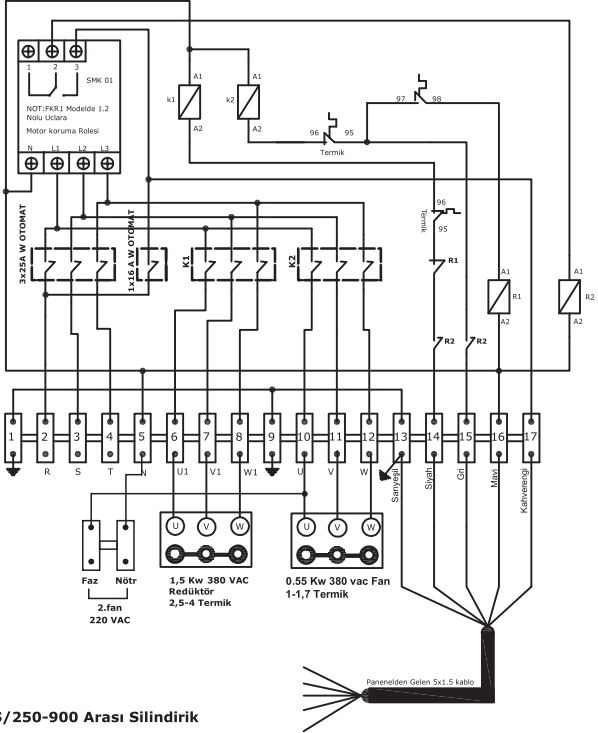 1 2 3
SMK 01
NOT:FKR1 Modelde 1.2
Nolu Uclara
Motor koruma Rolesi
N L1 L2 L3
A1
k1
A2
A1
k2
A2
96 95
Termik
97 98
96
Termik
95
R1
R2
R2
A1
R1
A2
A1
R2
A2
3x25A W OTOMAT
1x16 A W OTOMAT
K1
K2
1 2 3 4 5 6 7 8 9 10 11 12 13 14 15 16 17
R S T N U1 V1 W1 U V W
Sarıyeşil
Siyah
Gri
Mavi
Kahverengi
U V W
U V W
Faz Nötr
2.fan
220 VAC
1,5 Kw 380 VAC
Redüktör
2,5-4 Termik
0.55 Kw 380 vac Fan
1-1,7 Termik
Panenelden Gelen 5x1.5 kablo
/250-900 Arası Silindirik